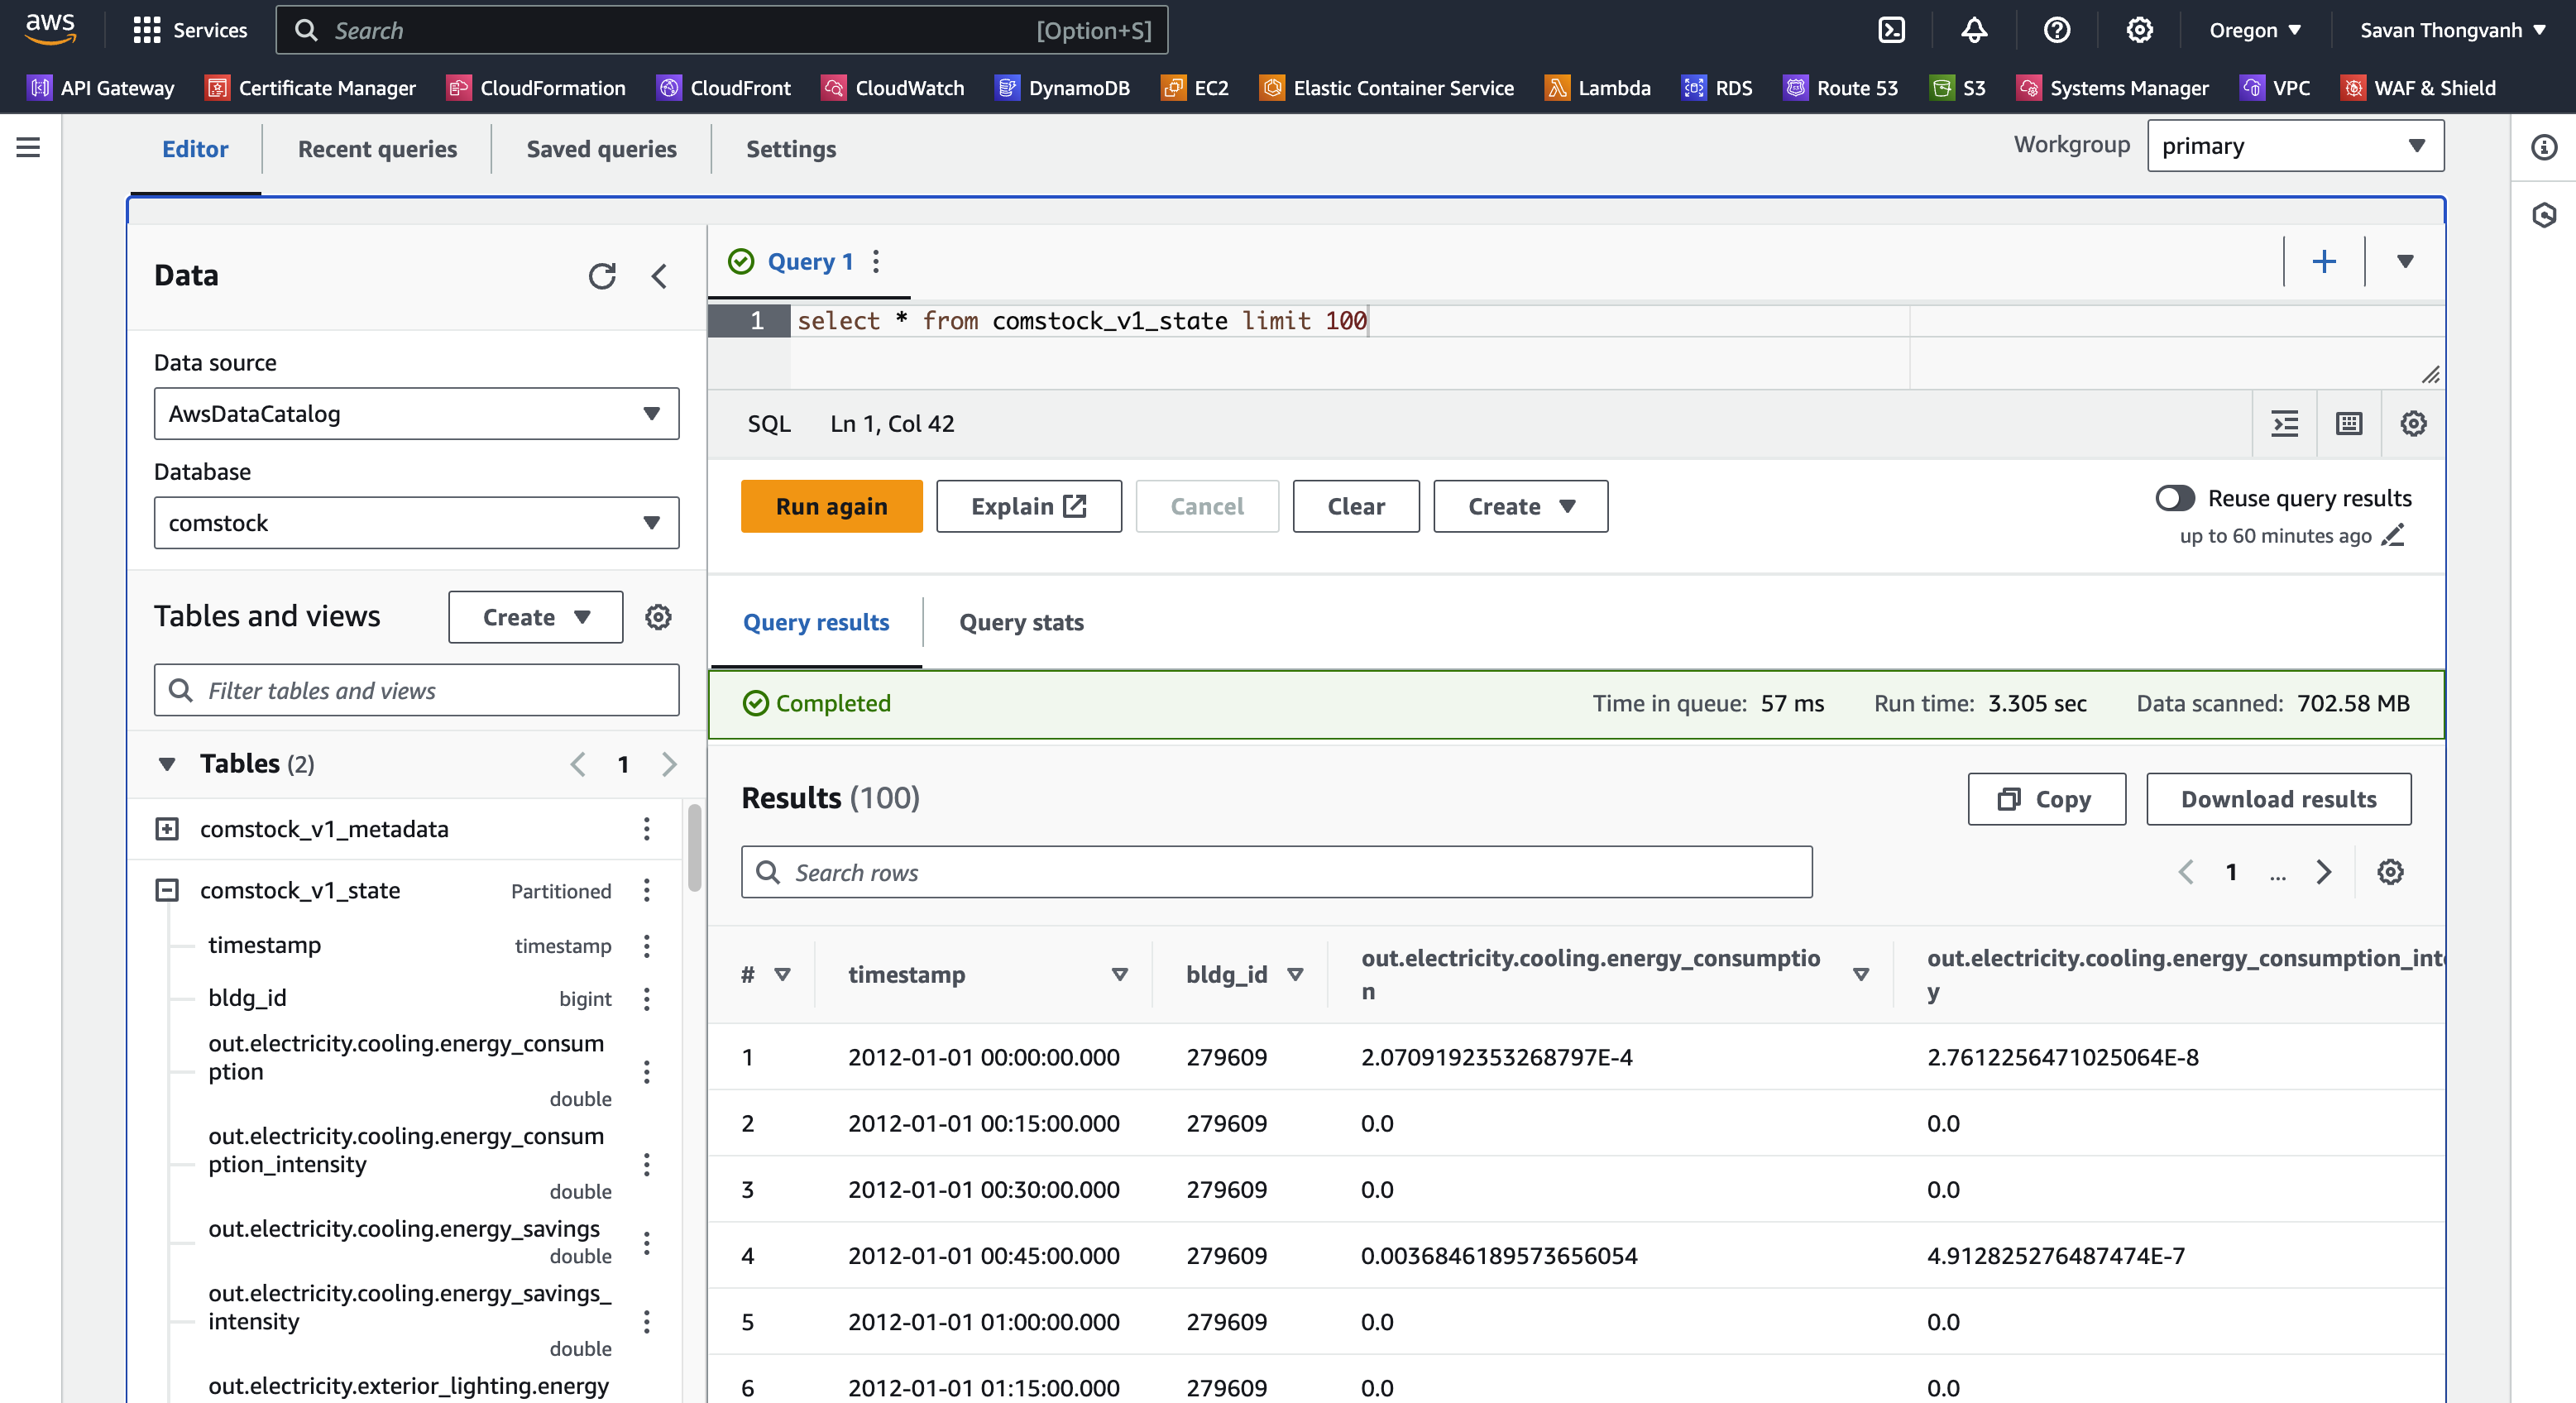 aws
Services
Search
[Option+S]
Oregon
Savan Thongvanh
API Gateway
Certificate Manager
CloudFormation
CloudFront
CloudWatch
DynamoDB
EC2
Elastic Container Service
Lambda
RDS
Route 53
S3
Systems Manager
VPC
WAF & Shield
Editor
Recent queries
Saved queries
Settings
Workgroup
primary
Data
Data source
AwsDataCatalog
Database
comstock
Tables and views
Create
Filter tables and views
Tables (2)
1
comstock_v1_metadata
comstock_v1_state
Partitioned
timestamp
timestamp
bldg_id
bigint
out.electricity.cooling.energy_consum
ption
double
out.electricity.cooling.energy_consum
ption_intensity
double
out.electricity.cooling.energy_savings
double
out.electricity.cooling.energy_savings_
intensity
double
out.electricity.exterior_lighting.energy
Query 1
1
select * from comstock_v1_state limit 100
SQL
Ln 1, Col 42
Run again
Explain
Cancel
Clear
Create
Reuse query results
up to 60 minutes ago
Query results
Query stats
Completed
Time in queue: 57 ms
Run time: 3.305 sec
Data scanned: 702.58 MB
Results (100)
Copy
Download results
Search rows
1
...
#
timestamp
bldg_id
out.electricity.cooling.energy_consumptio
n
out.electricity.cooling.energy_consumption_int
y
1 2012-01-01 00:00:00.000 279609 2.0709192353268797E-4 2.7612256471025064E-8
2 2012-01-01 00:15:00.000 279609 0.0 0.0
3 2012-01-01 00:30:00.000 279609 0.0 0.0
4 2012-01-01 00:45:00.000 279609 0.0036846189573656054 4.912825276487474E-7
5 2012-01-01 01:00:00.000 279609 0.0 0.0
6 2012-01-01 01:15:00.000 279609 0.0 0.0